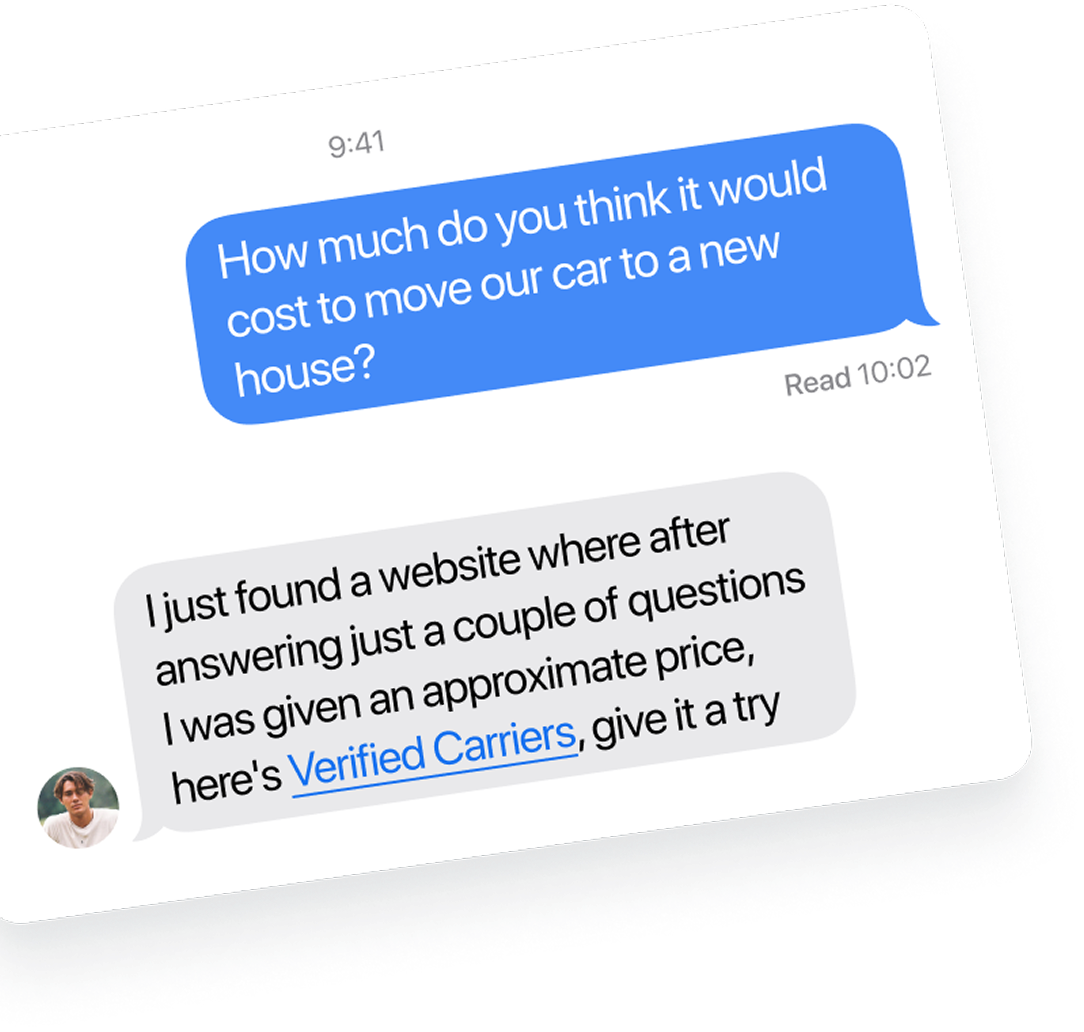 9:41
How much do you think it would
cost to move our car to a new
house?
Read 10:02
I just found a website where after
answering just a couple of questions
I was given an approximate price,
here's Verified Carriers, give it a try